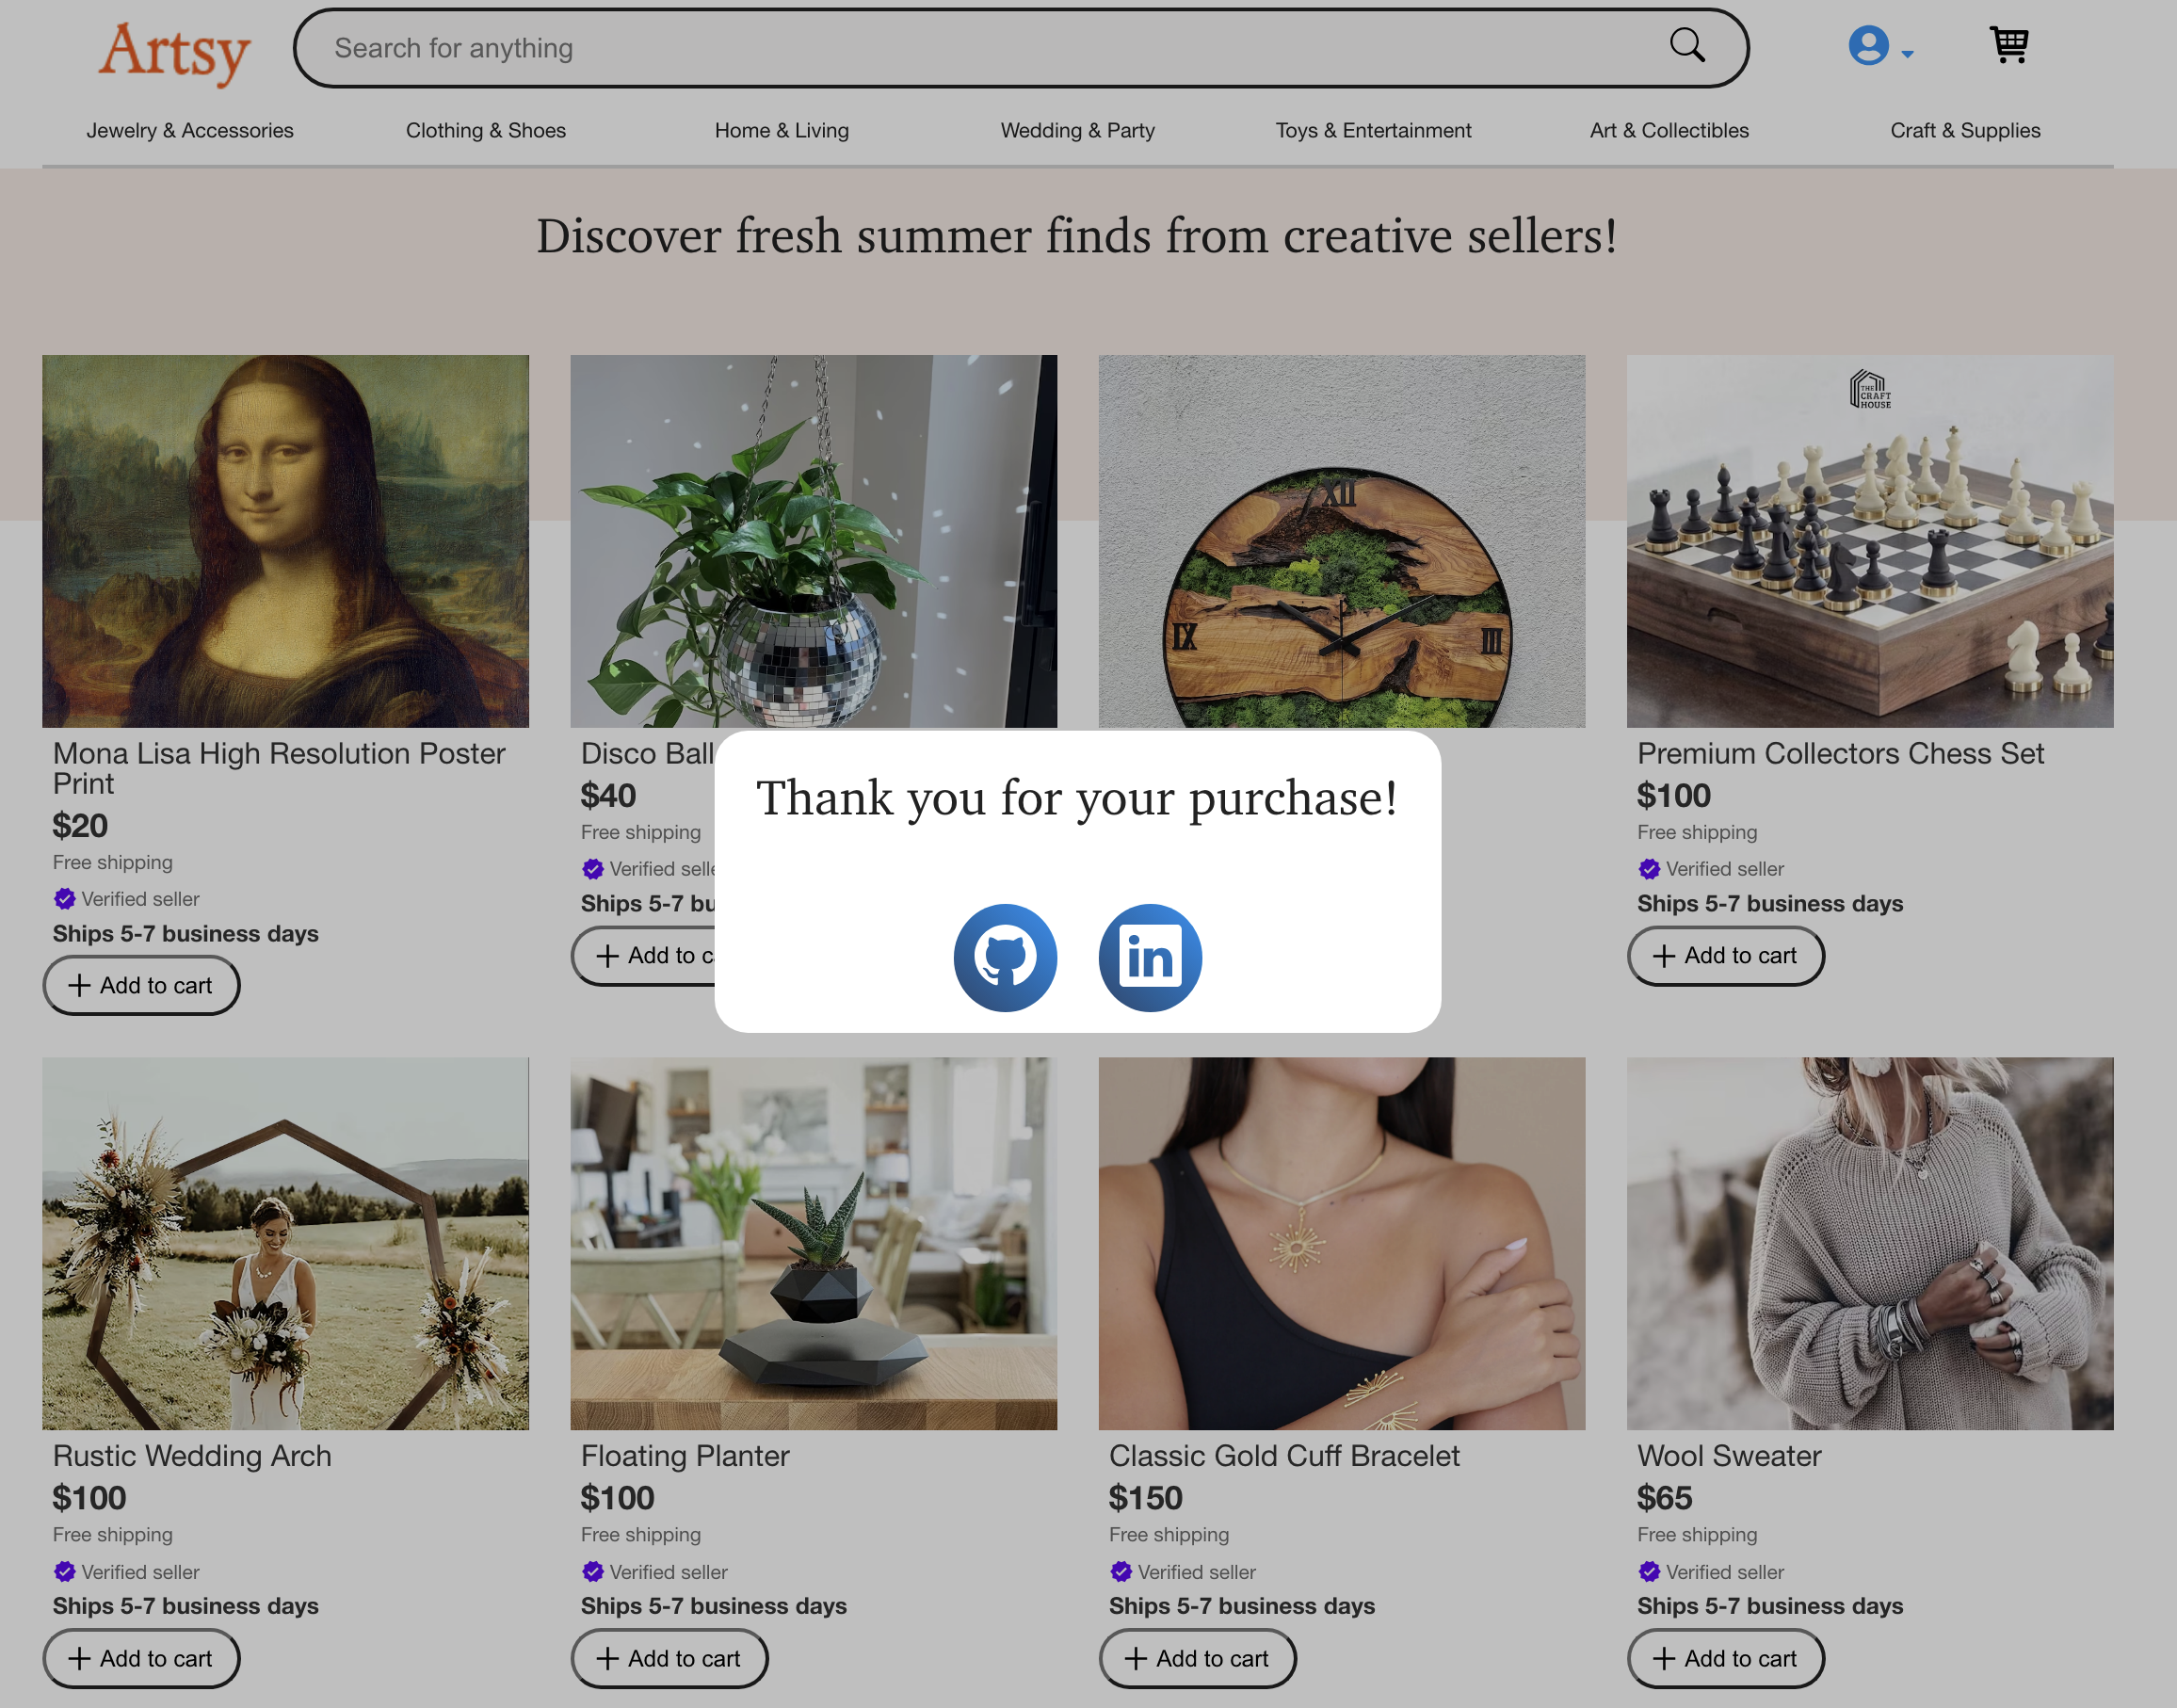 Artsy
Search for anything
Jewelry & Accessories
Clothing & Shoes
Home & Living
Wedding & Party
Toys & Entertainment
Art & Collectibles
Craft & Supplies
Discover fresh summer finds from creative sellers!
XII
IX
III
THE
CRAFT
HOUSE
Mona Lisa High Resolution Poster
Print
$20
Free shipping
Verified seller
Ships 5-7 business days
+ Add to cart
Disco Ball
$40
Free shipping
Verified selle
Ships 5-7 bu
+ Add to c
Thank you for your purchase!
in
Premium Collectors Chess Set
$100
Free shipping
Verified seller
Ships 5-7 business days
+ Add to cart
Rustic Wedding Arch
$100
Free shipping
Verified seller
Ships 5-7 business days
+ Add to cart
Floating Planter
$100
Free shipping
Verified seller
Ships 5-7 business days
+ Add to cart
Classic Gold Cuff Bracelet
$150
Free shipping
Verified seller
Ships 5-7 business days
+ Add to cart
Wool Sweater
$65
Free shipping
Verified seller
Ships 5-7 business days
+ Add to cart